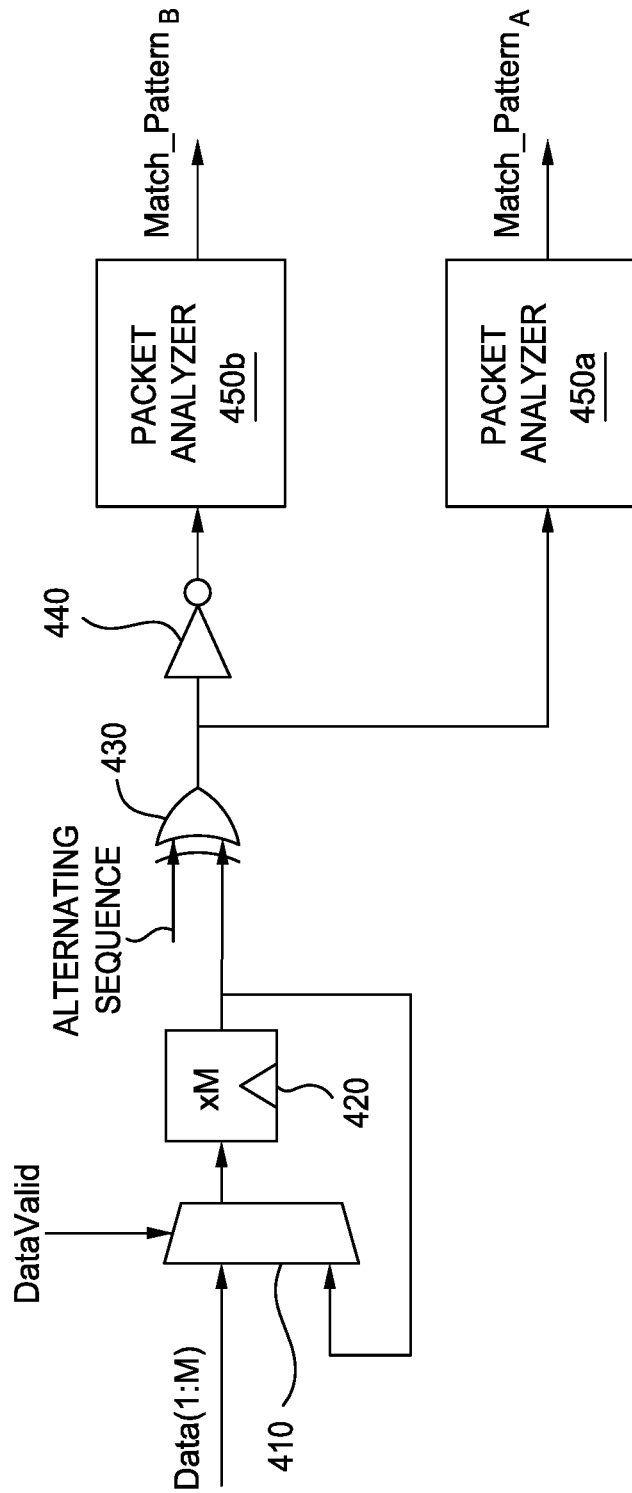 DataValid
Data(1:M)
410
xM
420
ALTERNATING
SEQUENCE
430
440
PACKET
ANALYZER
450b
Match_Pattern B
PACKET
ANALYZER
450a
Match_Pattern A